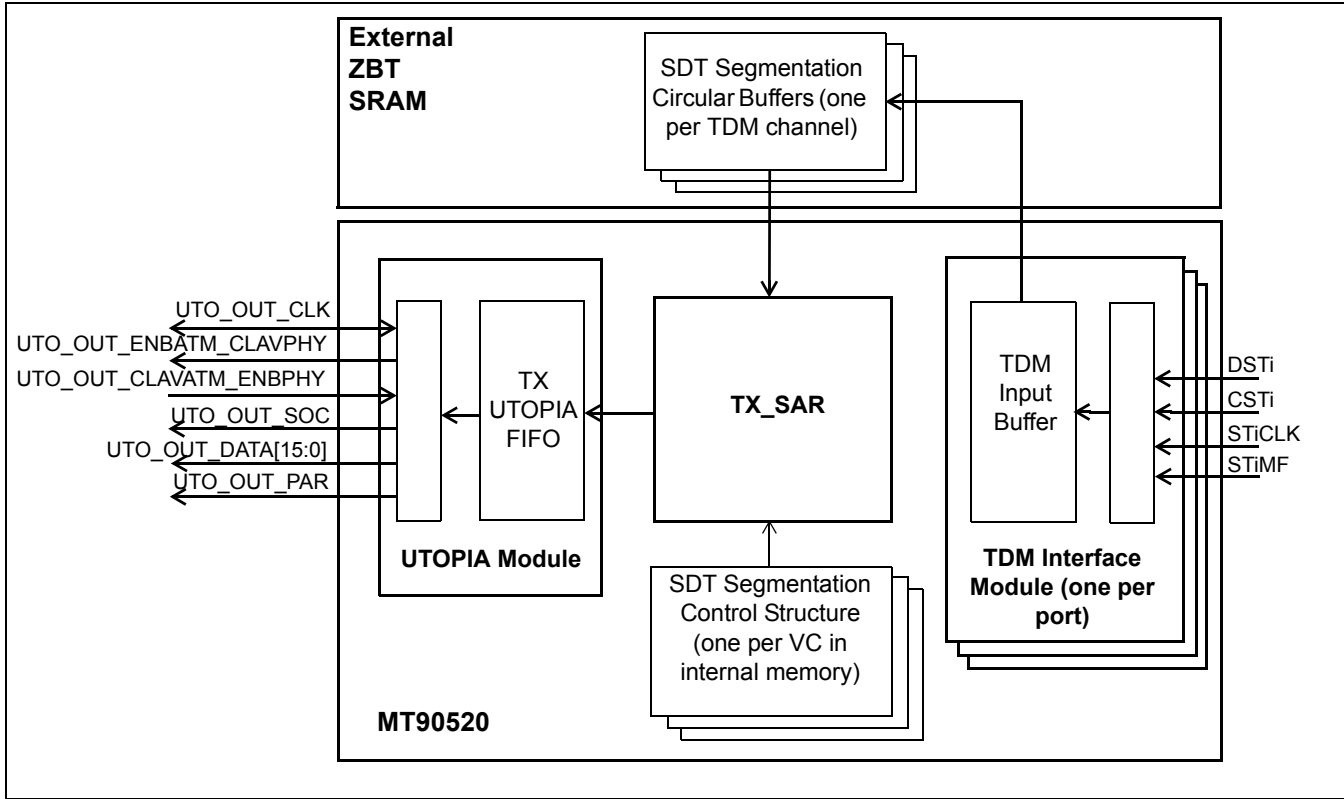 External
ZBT
SRAM
SDT Segmentation
Circular Buffers (one
per TDM channel)
UTO_OUT_CLK
UTO_OUT_ENBATM_CLAVPHY
UTO_OUT_CLAVATM_ENBPHY
UTO_OUT_SOC
UTO_OUT_DATA[15:0]
UTO_OUT_PAR
TX
UTOPIA
FIFO
UTOPIA Module
TX_SAR
SDT Segmentation
Control Structure
(one per VC in
internal memory)
TDM
Input
Buffer
TDM Interface
Module (one per
port)
DSTi
CSTi
STiCLK
STiMF
MT90520